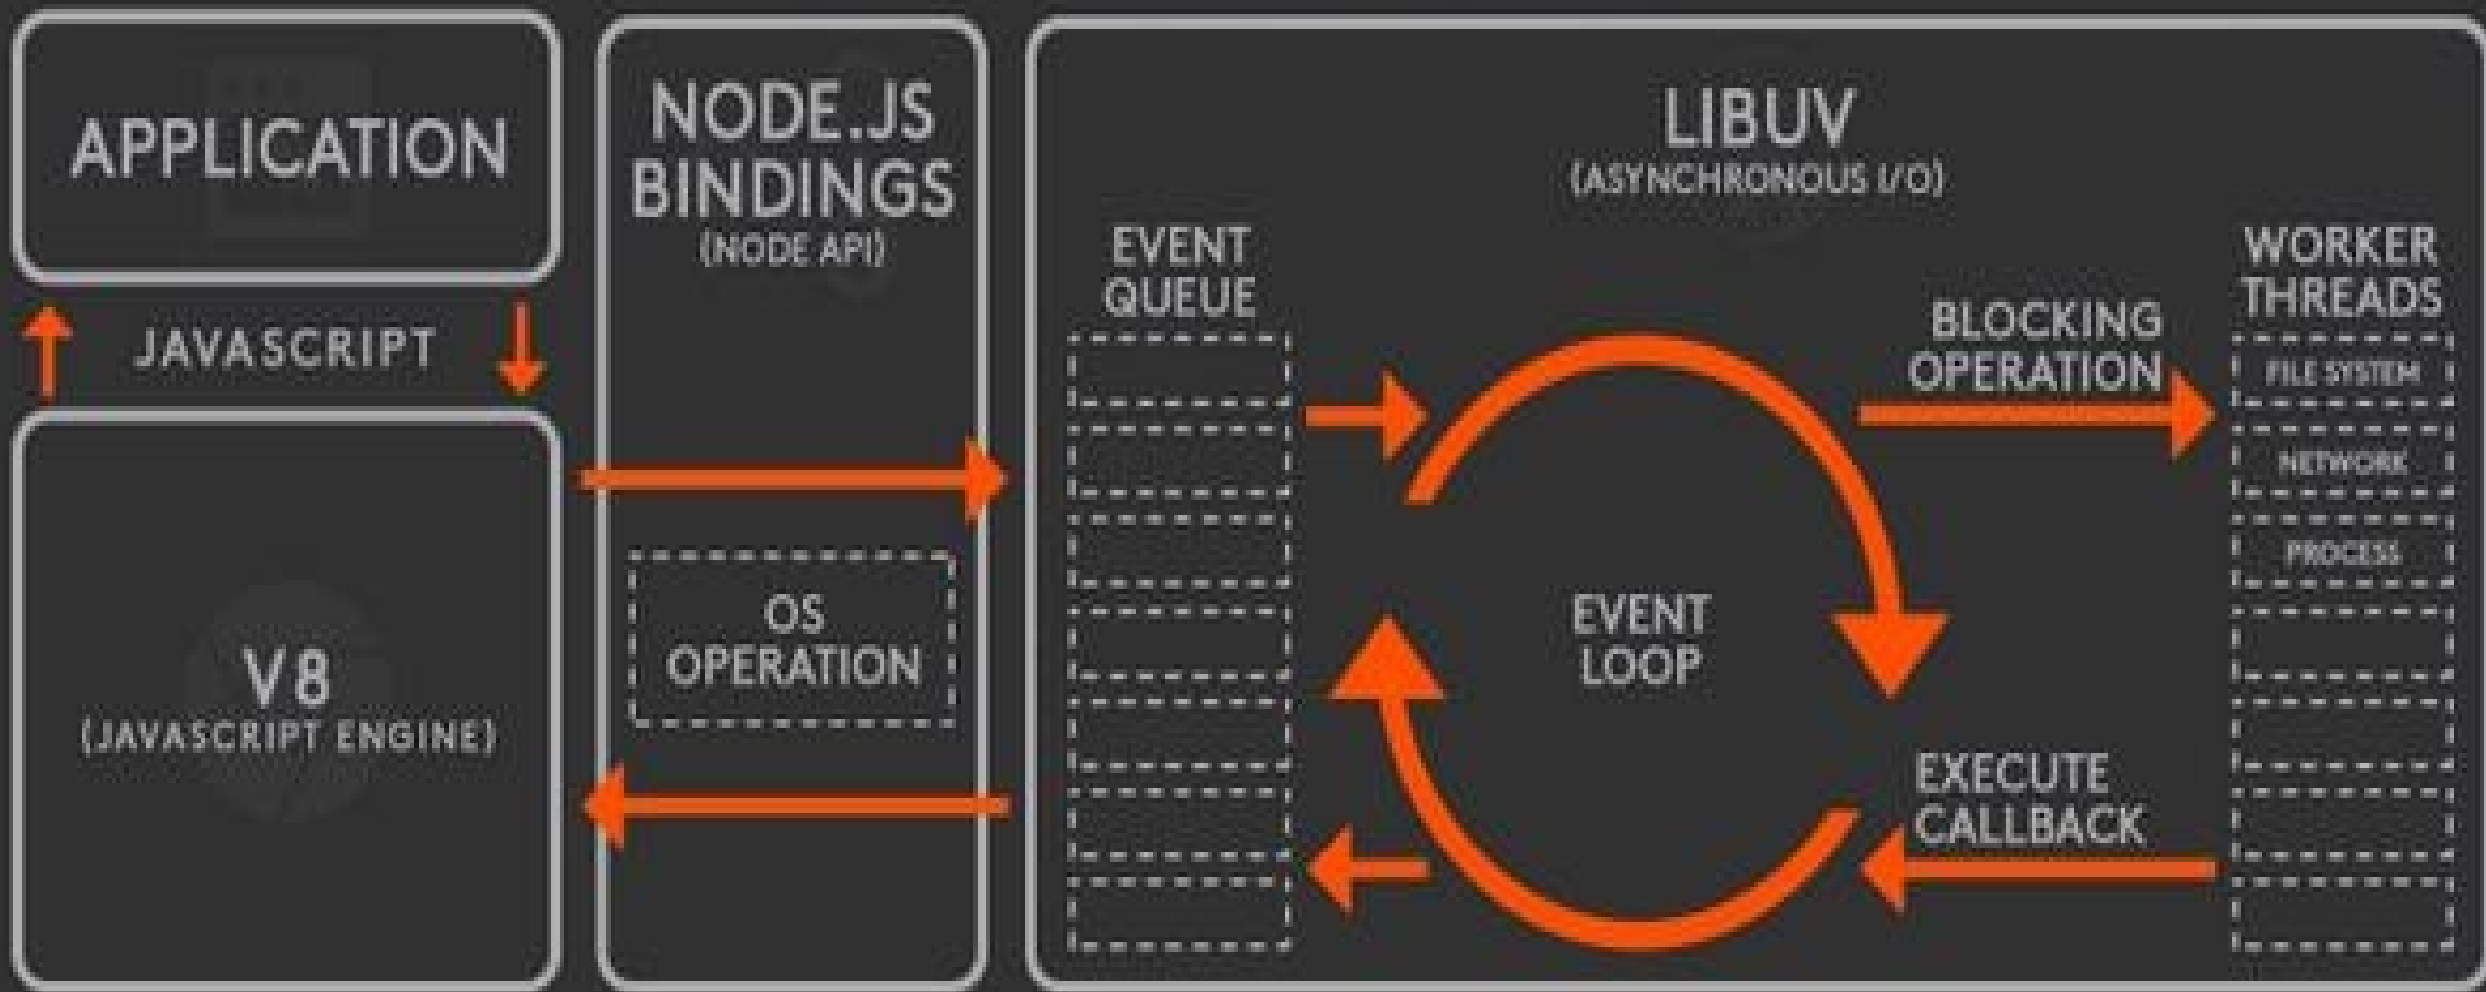 APPLICATION
JAVASCRIPT
V8
(JAVASCRIPT ENGINE)
NODE.JS
BINDINGS
(NODE API)
OS
OPERATION
LIBUV
(ASYNCHRONOUS I/O)
EVENT
QUEUE
EVENT
LOOP
BLOCKING
OPERATION
EXECUTE
CALLBACK
WORKER
THREADS
FILE SYSTEM
NETWORK
PROCESS